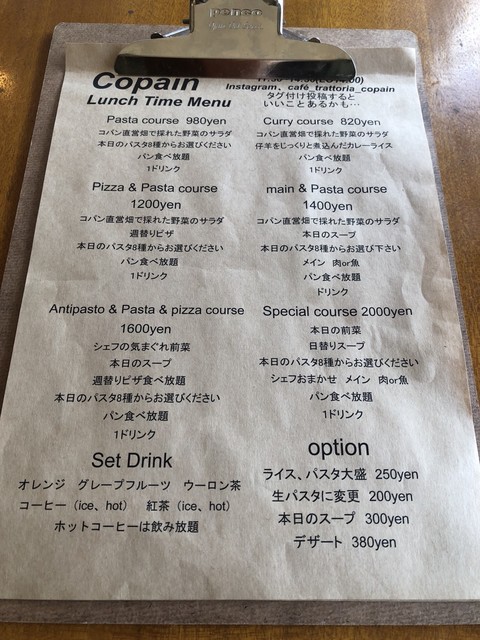 penco
Copain
Lunch Time Menu
Instagram、café_trattoria_copain
タグ付け投稿すると
いいことあるかも…
Pasta course 980yen
コパン直営畑で採れた野菜のサラダ
本日のパスタ8種からお選びください
パン食べ放題
1ドリンク
Curry course 820yen
コパン直営畑で採れた野菜のサラダ
仔羊をじっくりと煮込んだカレーライス
パン食べ放題
1ドリンク
Pizza & Pasta course
1200yen
コパン直営畑で採れた野菜のサラダ
週替りピザ
本日のパスタ8種からお選びください
パン食べ放題
1ドリンク
main & Pasta course
1400yen
コパン直営畑で採れた野菜のサラダ
本日のスープ
本日のパスタ8種からお選び下さい
メイン 肉or魚
パン食べ放題
ドリンク
Antipasto & Pasta & pizza course
1600yen
シェフの気まぐれ前菜
本日のスープ
週替りピザ食べ放題
本日のパスタ8種からお選びください
パン食べ放題
1ドリンク
Special course 2000yen
本日の前菜
日替りスープ
本日のパスタ8種からお選びください
シェフおまかせ メイン 肉or魚
パン食べ放題
1ドリンク
Set Drink
オレンジ グレープフルーツ ウーロン茶
コーヒー（ice、hot） 紅茶（ice、hot）
ホットコーヒーは飲み放題
option
ライス、パスタ大盛 250yen
生パスタに変更 200yen
本日のスープ 300yen
デザート 380yen